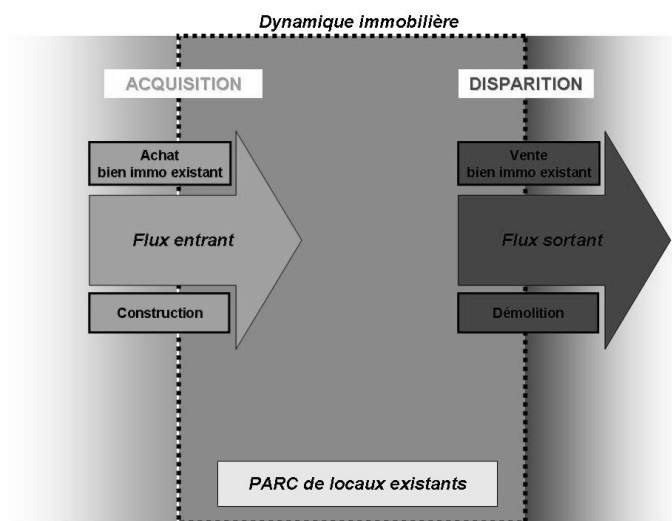 Dynamique immobilière
ACQUISITION
DISPARITION
Achat
bien immo existant
Vente
bien immo existant
Flux entrant
Flux sortant
Construction
Démolition
PARC de locaux existants